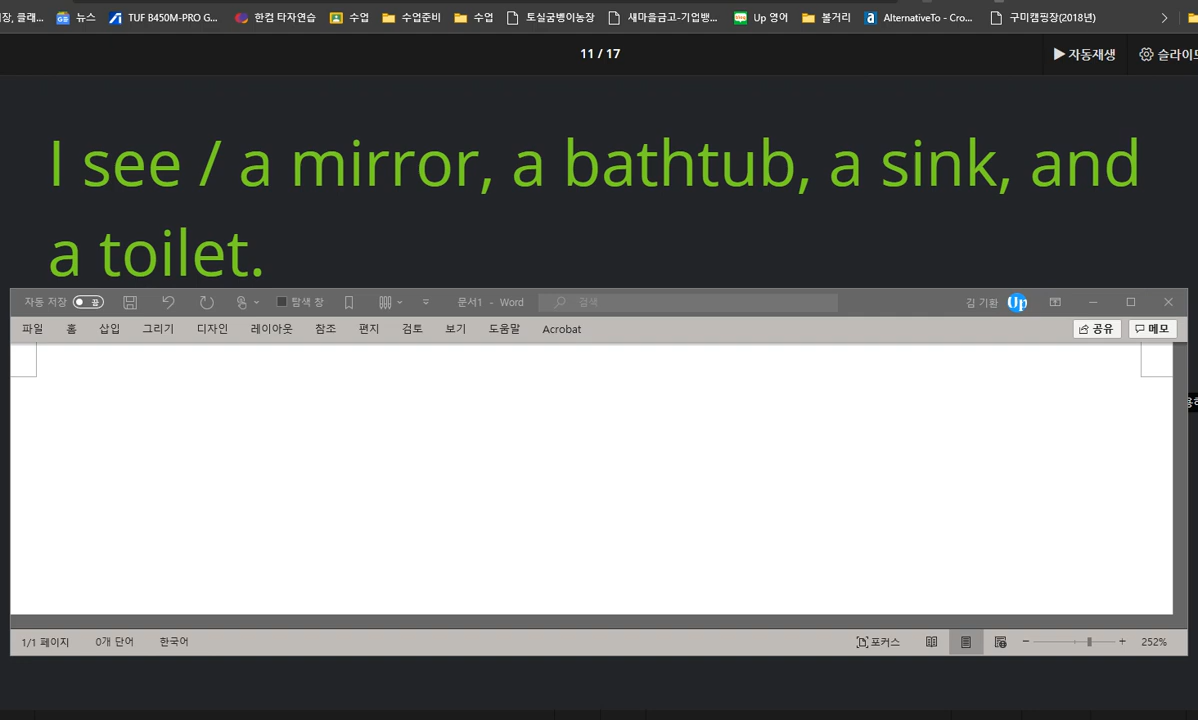 장, 클래... 뉴스 TUF B450M-PRO G... 한컴 타자연습 수업 수업준비 수업 토실굼벵이농장 새마을금고-기업뱅... Up 영어 볼거리 AlternativeTo - Cro... 구미캠핑장(2018년)
11 / 17 자동재생 슬라이드
I see / a mirror, a bathtub, a sink, and
a toilet.
자동 저장 끔 탐색 창 문서1 - Word 검색 김 기환 Up
파일 홈 삽입 그리기 디자인 레이아웃 참조 편지 검토 보기 도움말 Acrobat 공유 메모
1/1 페이지 0개 단어 한국어 포커스 252%